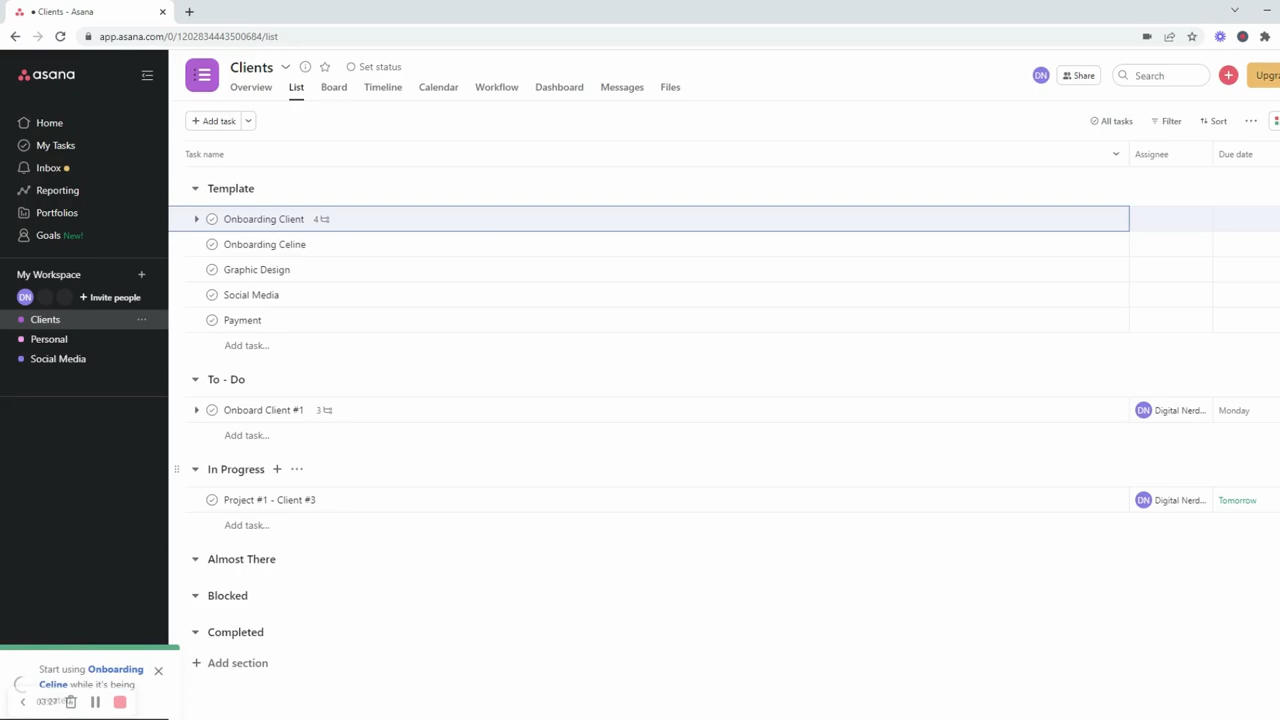 • Clients - Asana
app.asana.com/0/1202834443500684/list
asana
Home
My Tasks
Inbox
Reporting
Portfolios
Goals New!
My Workspace
DN Invite people
Clients
Personal
Social Media
Clients Set status
Overview List Board Timeline Calendar Workflow Dashboard Messages Files
DN Share Search Upgra
+ Add task
All tasks Filter Sort
Task name Assignee Due date
Template
Onboarding Client 4
Onboarding Celine
Graphic Design
Social Media
Payment
Add task...
To - Do
Onboard Client #1 3 DN Digital Nerd... Monday
Add task...
In Progress
Project #1 - Client #3 DN Digital Nerd... Tomorrow
Add task...
Almost There
Blocked
Completed
+ Add section
Start using Onboarding
Celine while it's being
03:27